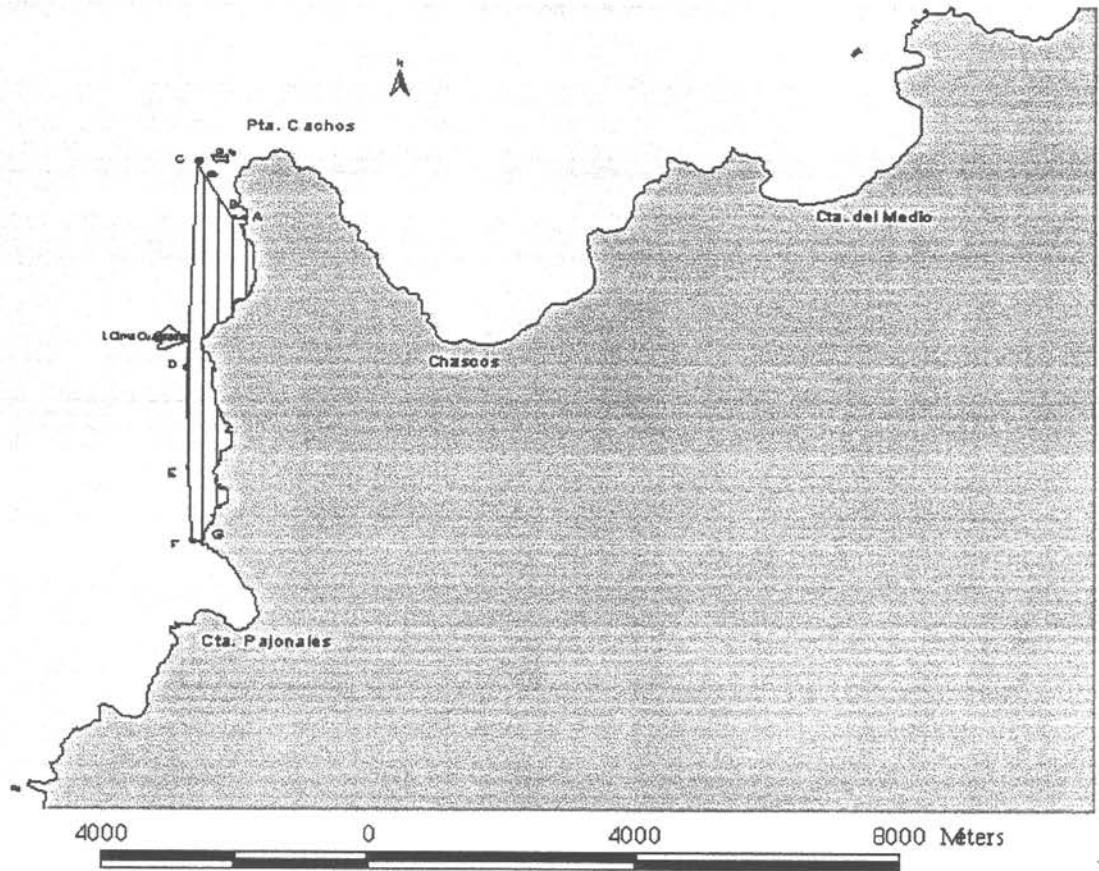 N
Pta. Cachos
C
B
A
Cta. del Medio
Chascos
D
E
F
G
Cta. Pajonales
4000 0 4000 8000 Meters